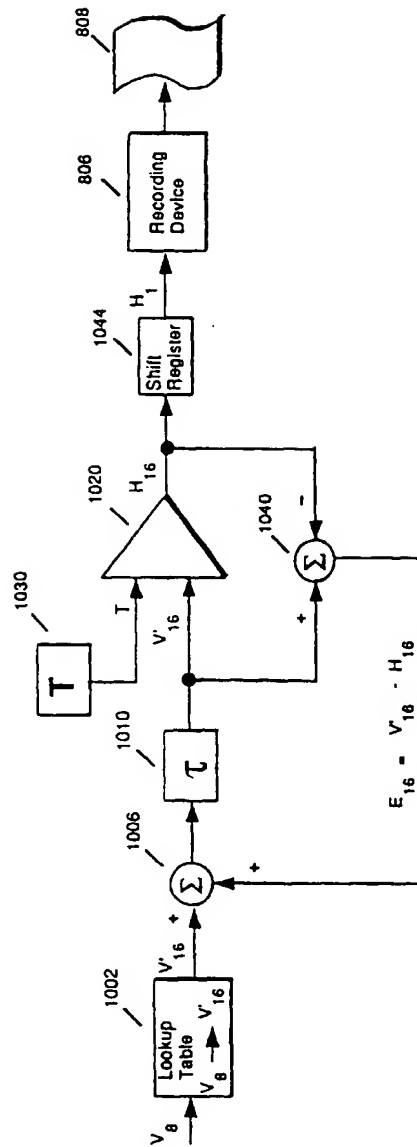 V8
1002
Lookup
Table
V8 → V'16
V'16
+
1006
Σ
+
1010
τ
1030
T
T
V'16
1020
H16
+
-
1040
Σ
1044
Shift
Register
H1
806
Recording
Device
808
E16 = V'16 - H16